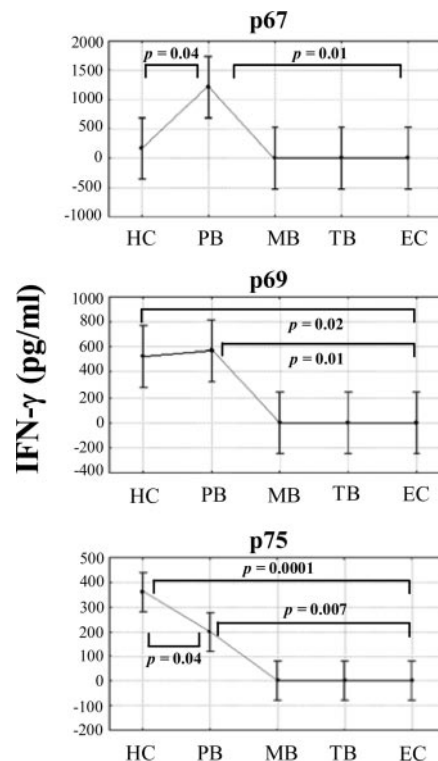 p67
2000
1500
1000
500
0
-500
-1000
p = 0.04
p = 0.01
HC PB MB TB EC
IFN-γ (pg/ml)
p69
1000
800
600
400
200
0
-200
-400
p = 0.02
p = 0.01
HC PB MB TB EC
p75
500
400
300
200
100
0
-100
-200
p = 0.0001
p = 0.007
p = 0.04
HC PB MB TB EC